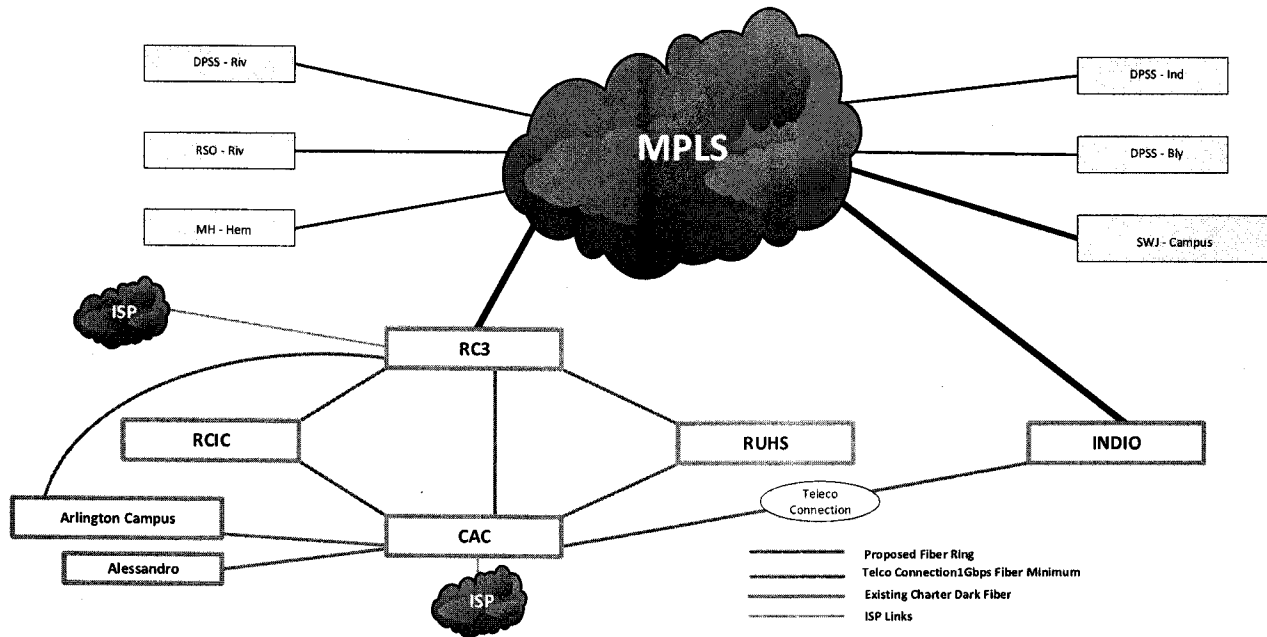 DPSS - Riv
DPSS - Ind
MPLS
RSO - Riv
DPSS - Bly
MH - Hem
SWJ - Campus
ISP
RC3
RCIC
RUHS
INDIO
Teleco
Connection
Arlington Campus
CAC
Alessandro
ISP
Proposed Fiber Ring
Telco Connection1Gbps Fiber Minimum
Existing Charter Dark Fiber
ISP Links